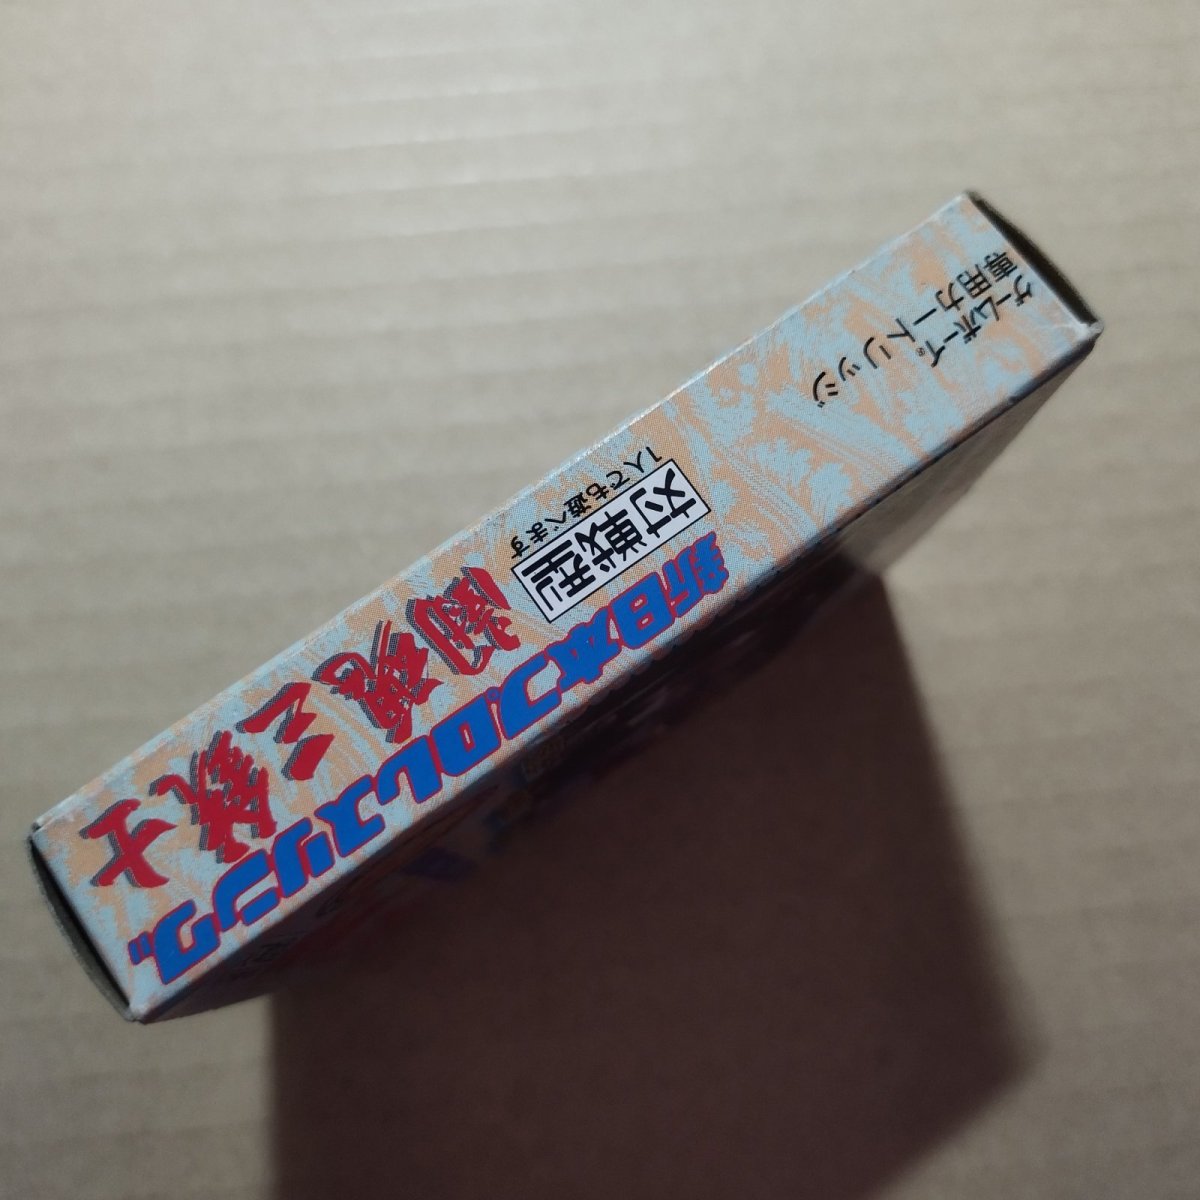 ゲームボーイ®
専用カートリッジ
対戦型
1人でも遊べます
新日本プロレスリング
闘魂三銃士